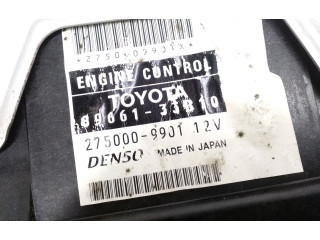 ENGINE CONTROL
TOYOTA
89661-33B10
275000-9901 12V
DENSO MADE IN JAPAN